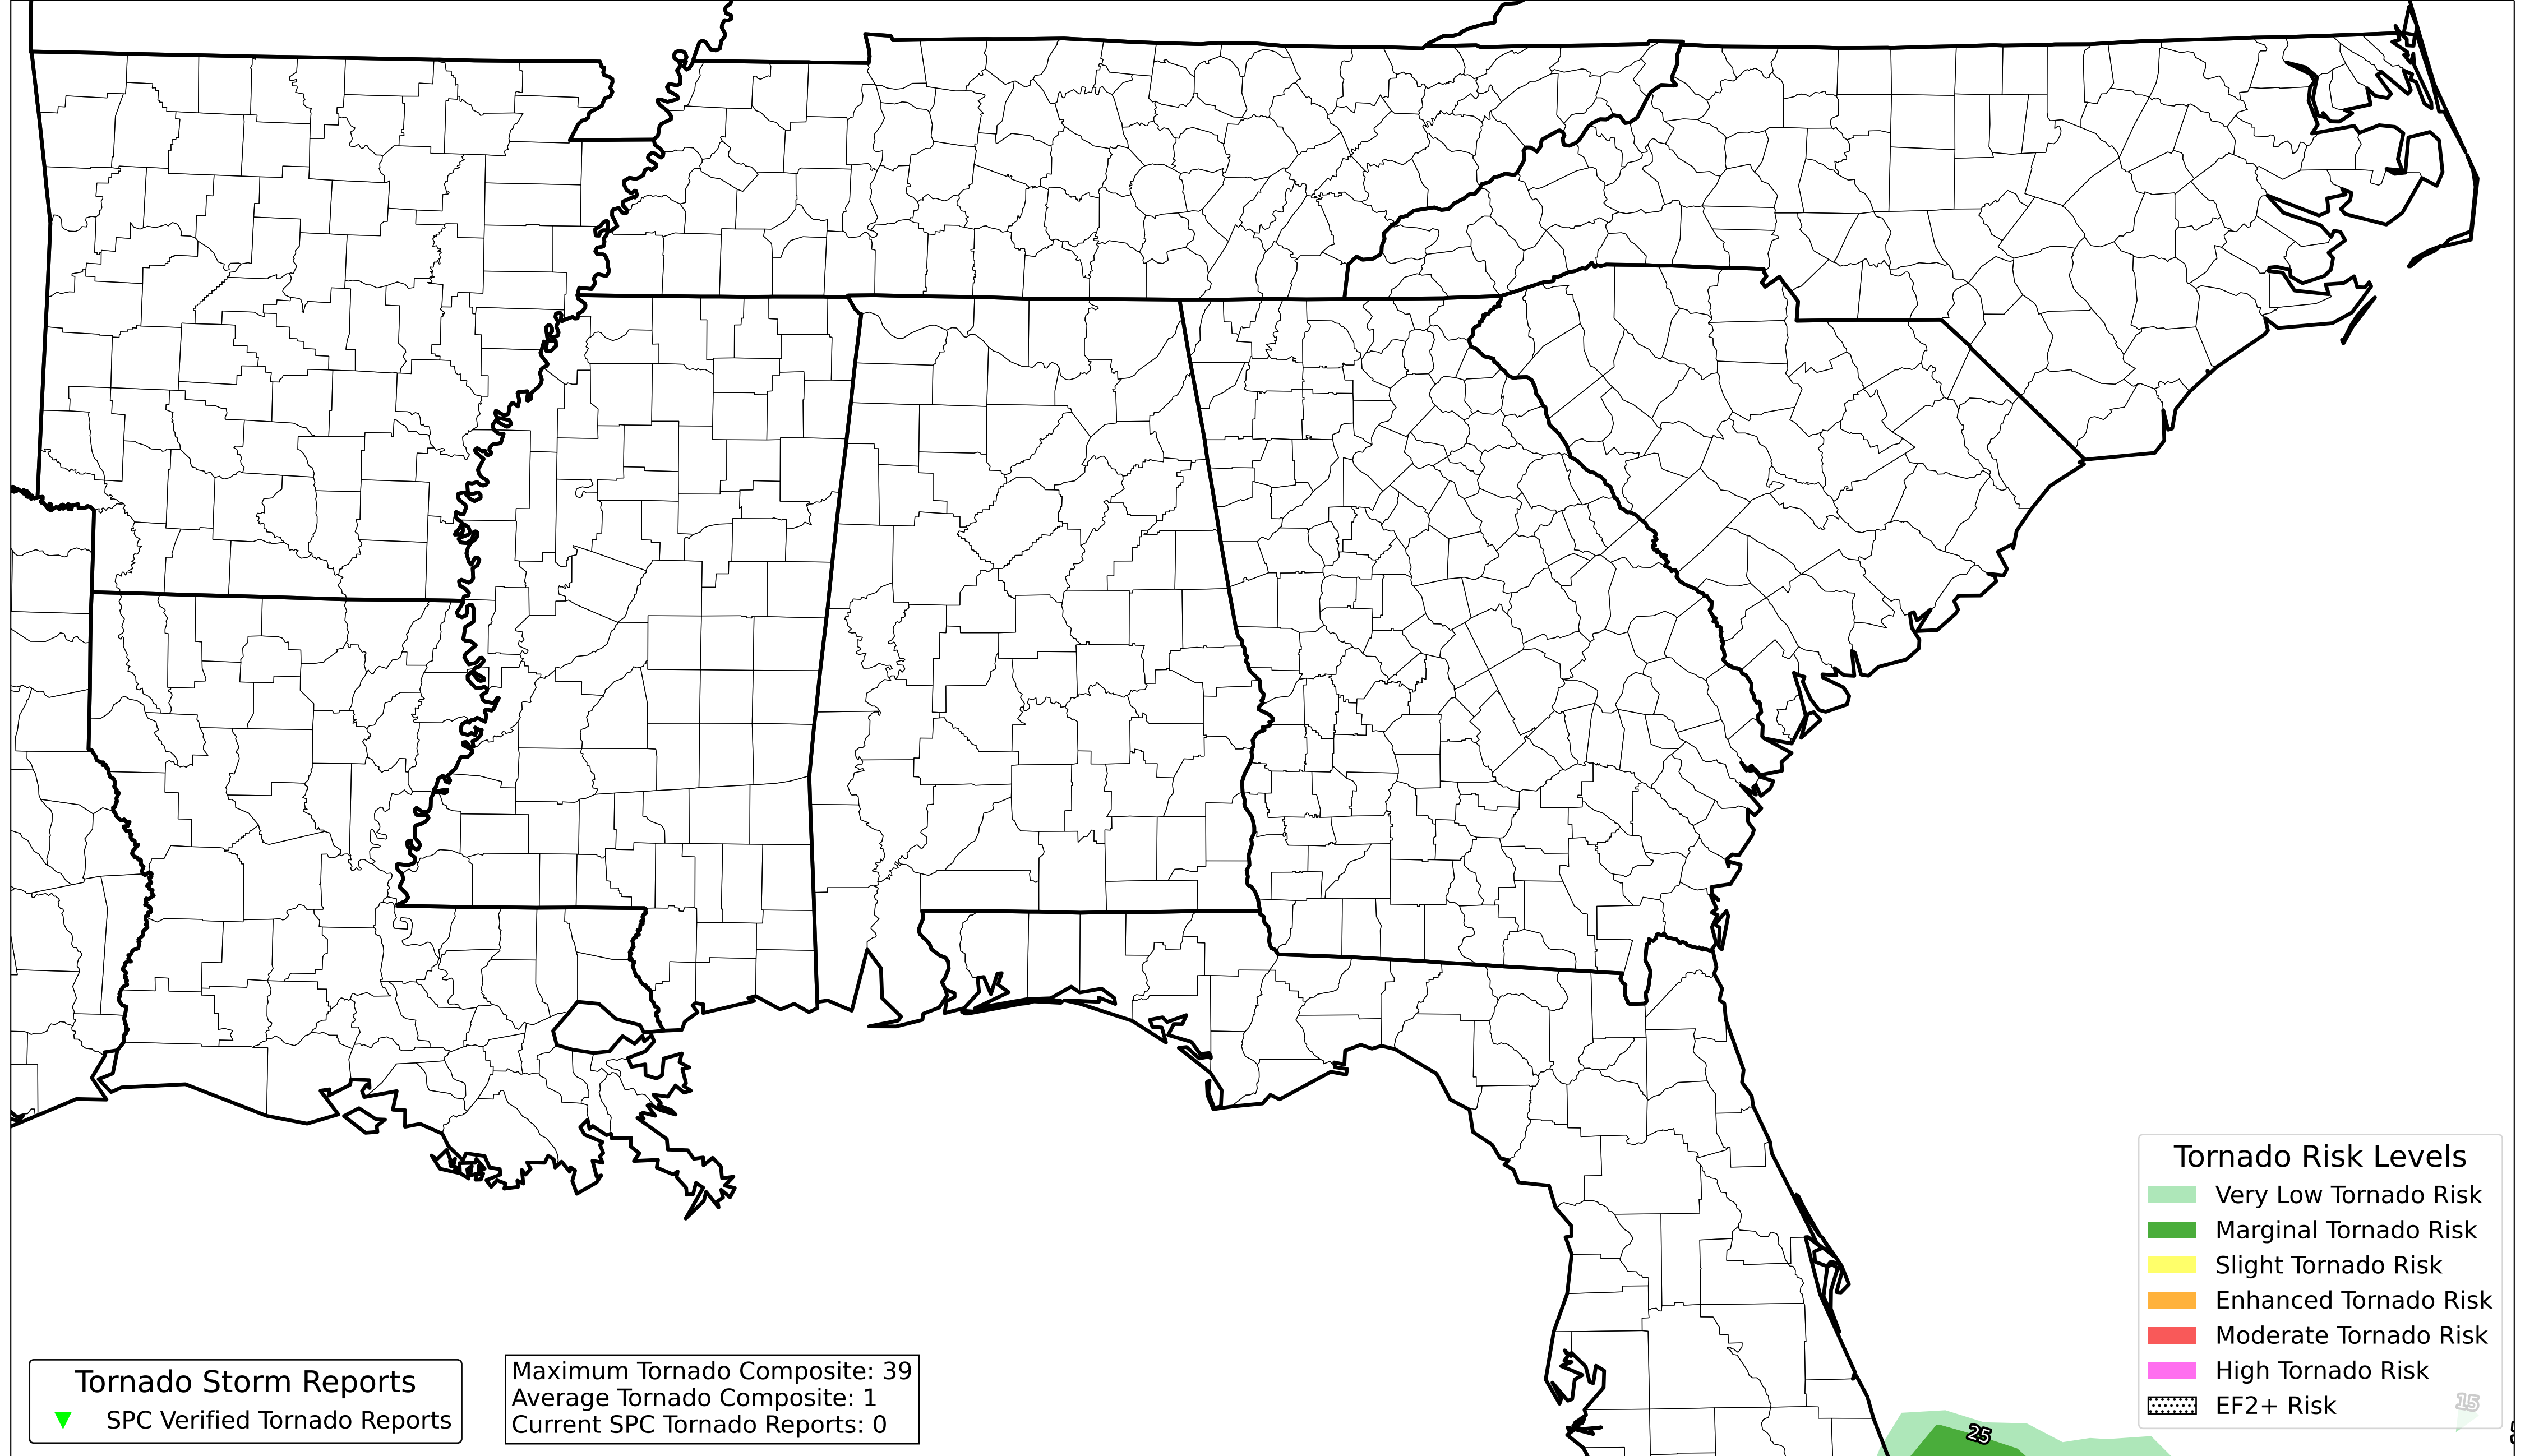 Tornado Risk Levels
Very Low Tornado Risk
Marginal Tornado Risk
Slight Tornado Risk
Enhanced Tornado Risk
Moderate Tornado Risk
High Tornado Risk
EF2+ Risk
15
25
Tornado Storm Reports
SPC Verified Tornado Reports
Maximum Tornado Composite: 39
Average Tornado Composite: 1
Current SPC Tornado Reports: 0